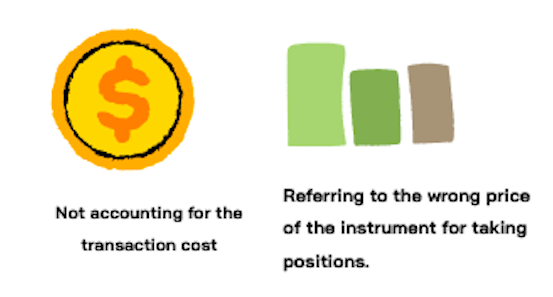 $
Not accounting for the
transaction cost
Referring to the wrong price
of the instrument for taking
positions.